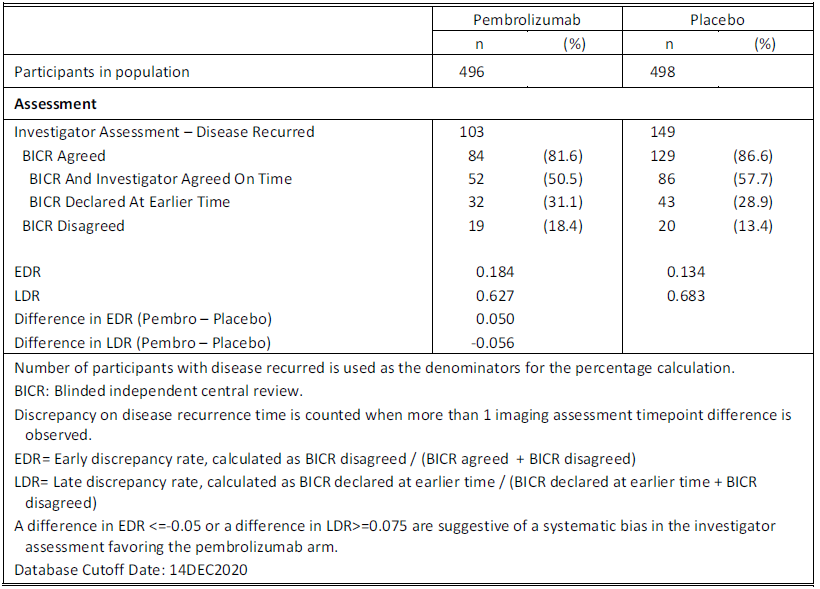 Pembrolizumab Placebo
n (%) n (%)
Participants in population 496 498
Assessment
Investigator Assessment – Disease Recurred 103 149
BICR Agreed 84 (81.6) 129 (86.6)
BICR And Investigator Agreed On Time 52 (50.5) 86 (57.7)
BICR Declared At Earlier Time 32 (31.1) 43 (28.9)
BICR Disagreed 19 (18.4) 20 (13.4)
EDR 0.184 0.134
LDR 0.627 0.683
Difference in EDR (Pembro – Placebo) 0.050
Difference in LDR (Pembro – Placebo) -0.056
Number of participants with disease recurred is used as the denominators for the percentage calculation.
BICR: Blinded independent central review.
Discrepancy on disease recurrence time is counted when more than 1 imaging assessment timepoint difference is
observed.
EDR= Early discrepancy rate, calculated as BICR disagreed / (BICR agreed + BICR disagreed)
LDR= Late discrepancy rate, calculated as BICR declared at earlier time / (BICR declared at earlier time + BICR
disagreed)
A difference in EDR <=-0.05 or a difference in LDR>=0.075 are suggestive of a systematic bias in the investigator
assessment favoring the pembrolizumab arm.
Database Cutoff Date: 14DEC2020